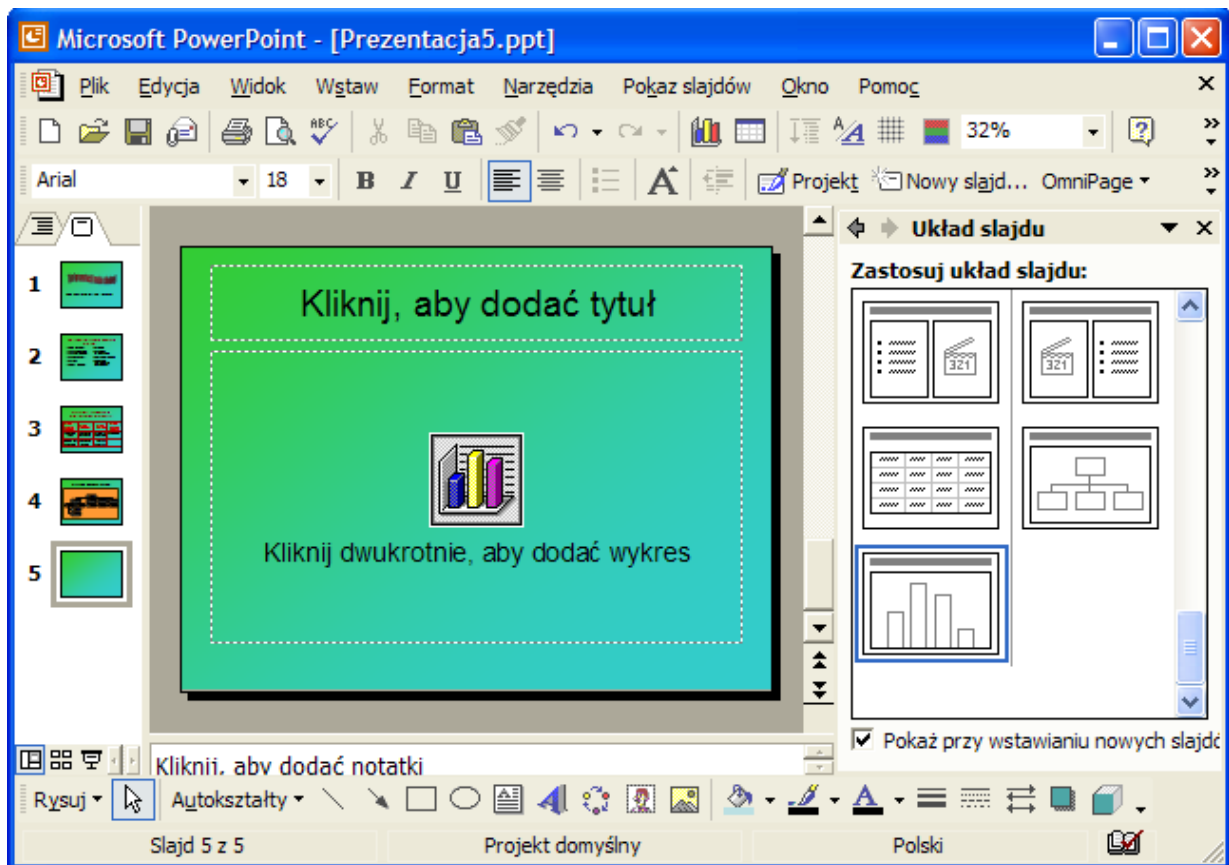 Microsoft PowerPoint - [Prezentacja5.ppt]
Plik Edycja Widok Wstaw Format Narzędzia Pokaz slajdów Okno Pomoc
ABC 32%
Arial 18 B I U A Projekt Nowy slajd... OmniPage
Układ slajdu
Zastosuj układ slajdu:
1
2
3
4
5
Kliknij, aby dodać tytuł
Kliknij dwukrotnie, aby dodać wykres
321 321
Pokaż przy wstawianiu nowych slajdó
Kliknij, aby dodać notatki
Rysuj Autokształty
Slajd 5 z 5 Projekt domyślny Polski